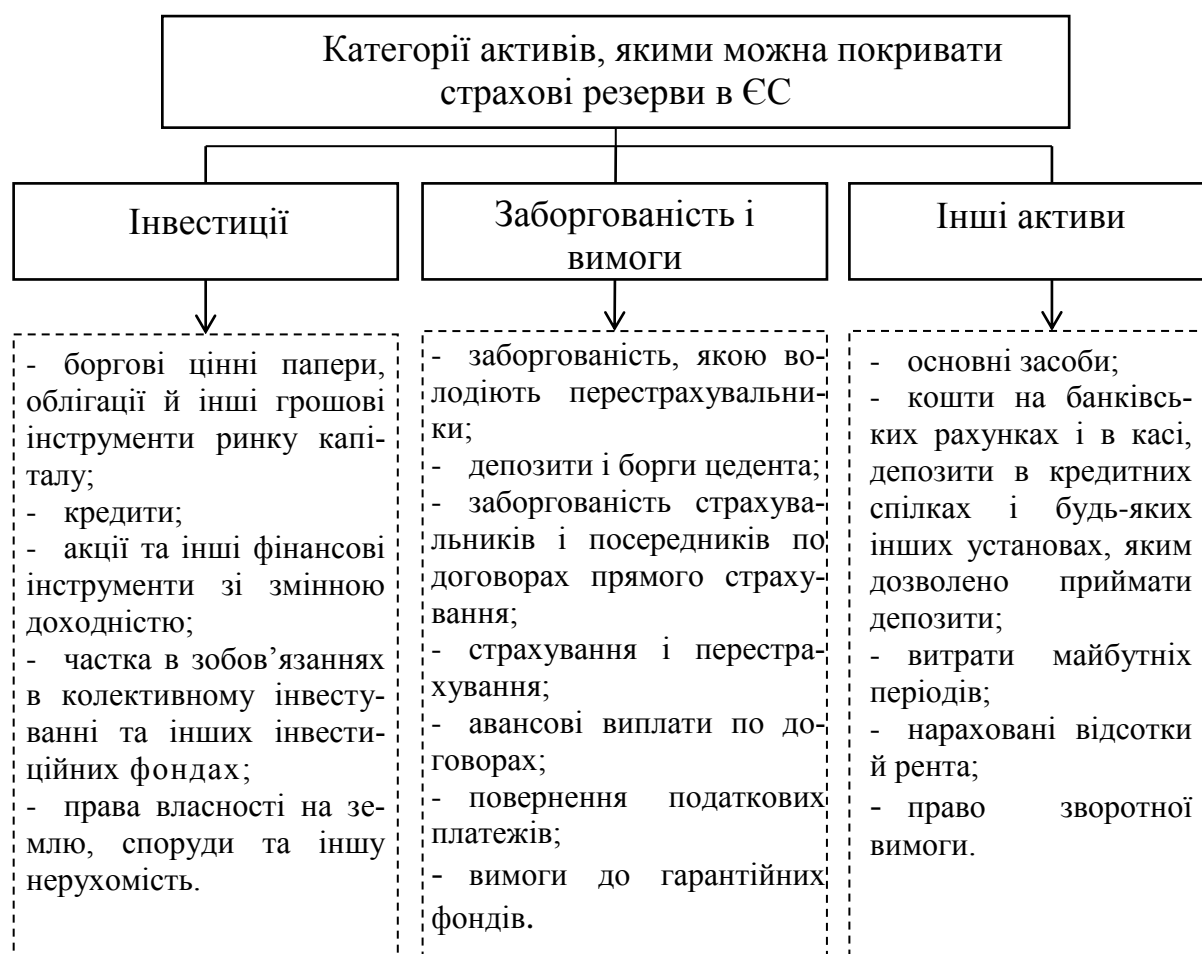 Категорії активів, якими можна покривати
страхові резерви в ЄС
Інвестиції
Заборгованість і
вимоги
Інші активи
- боргові цінні папери,
облігації й інші грошові
інструменти ринку капі-
талу;
- кредити;
- акції та інші фінансові
інструменти зі змінною
доходністю;
- частка в зобов’язаннях
в колективному інвесту-
ванні та інших інвести-
ційних фондах;
- права власності на зе-
млю, споруди та іншу
нерухомість.
- заборгованість, якою во-
лодіють перестрахувальни-
ки;
- депозити і борги цедента;
- заборгованість страху-
вальників і посередників по
договорах прямого страху-
вання;
- страхування і перестра-
хування;
- авансові виплати по до-
говорах;
- повернення податкових
платежів;
- вимоги до гарантійних
фондів.
- основні засоби;
- кошти на банківсь-
ких рахунках і в касі,
депозити в кредитних
спілках і будь-яких
інших установах, яким
дозволено приймати
депозити;
- витрати майбутніх
періодів;
- нараховані відсотки
й рента;
- право зворотної
вимоги.